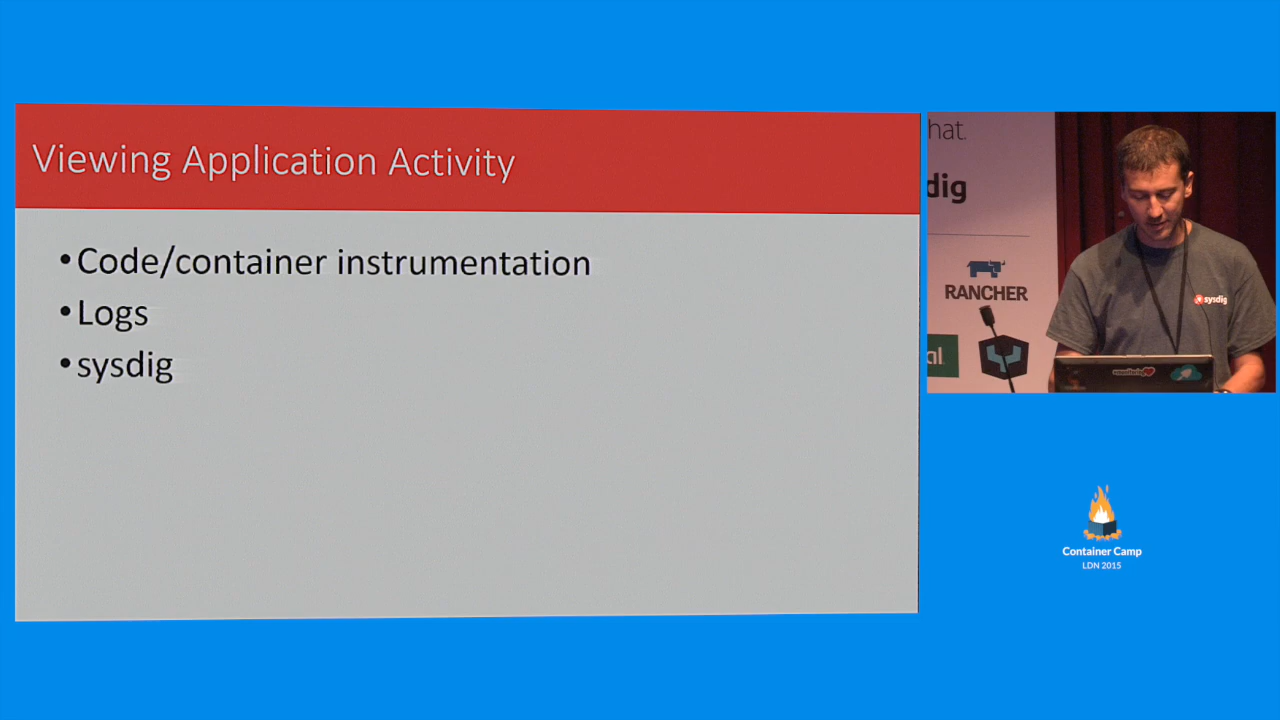 Viewing Application Activity
•Code/container instrumentation
•Logs
•sysdig
hat.
dig
RANCHER
al.
sysdig
Container Camp
LDN 2015